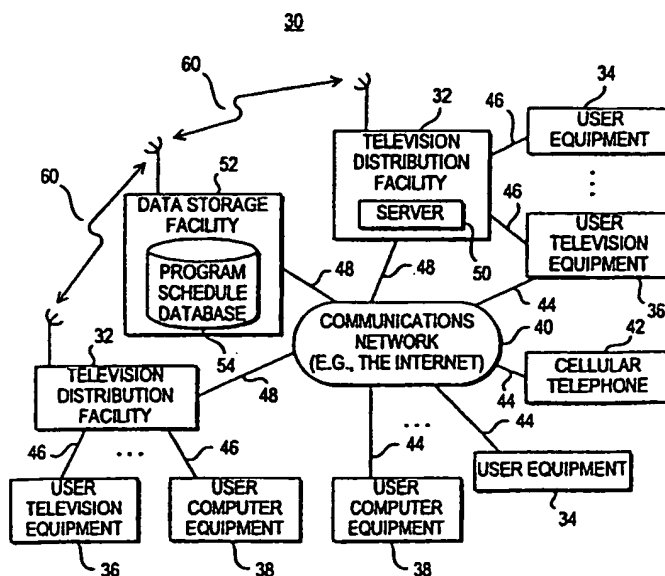 30
60
32
34
46
USER
EQUIPMENT
TELEVISION
DISTRIBUTION
FACILITY
52
60
DATA STORAGE
FACILITY
SERVER
46
USER
TELEVISION
EQUIPMENT
PROGRAM
SCHEDULE
DATABASE
48
48
50
44
36
COMMUNICATIONS
NETWORK
(E.G., THE INTERNET)
40
42
32
54
CELLULAR
TELEPHONE
TELEVISION
DISTRIBUTION
FACILITY
48
44
44
46
...
46
44
...
USER EQUIPMENT
USER
TELEVISION
EQUIPMENT
USER
COMPUTER
EQUIPMENT
USER
COMPUTER
EQUIPMENT
34
36
38
38